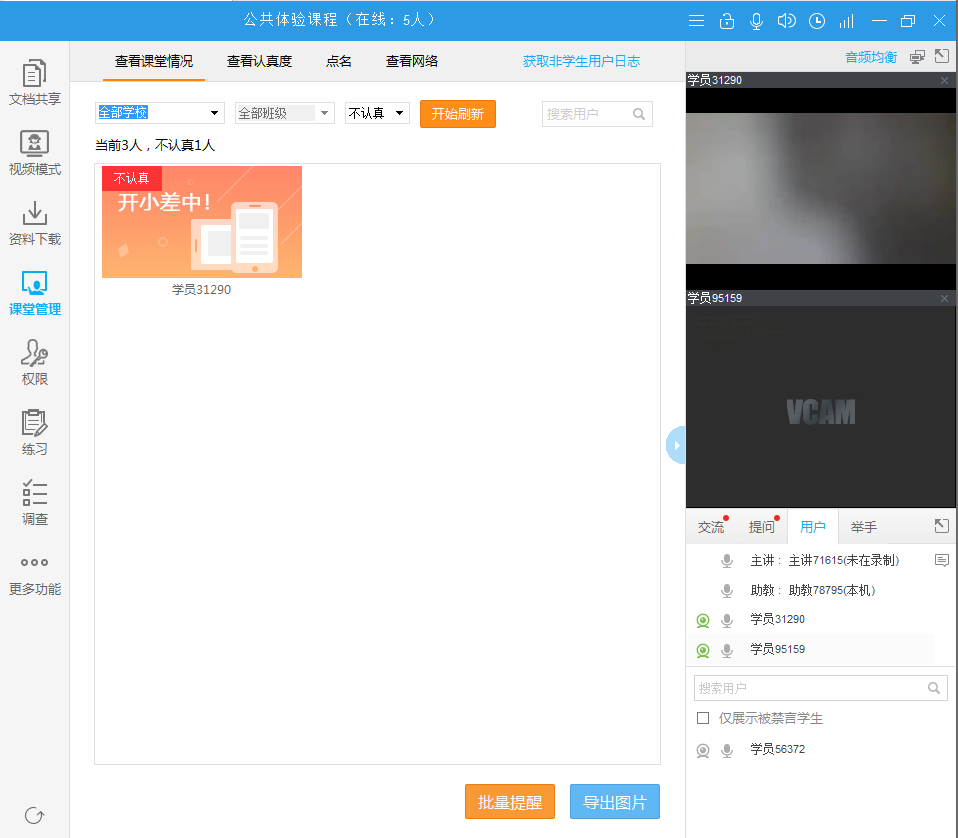 公共体验课程（在线：5人）
文档共享
视频模式
资料下载
课堂管理
权限
练习
调查
更多功能
查看课堂情况 查看认真度 点名 查看网络 获取非学生用户日志
全部学校 全部班级 不认真 开始刷新 搜索用户
当前3人，不认真1人
不认真
开小差中！
学员31290
批量提醒 导出图片
音频均衡
学员31290
学员95159
VCAM
交流 提问 用户 举手
主讲： 主讲71615(未在录制)
助教： 助教78795(本机)
学员31290
学员95159
搜索用户
仅展示被禁言学生
学员56372